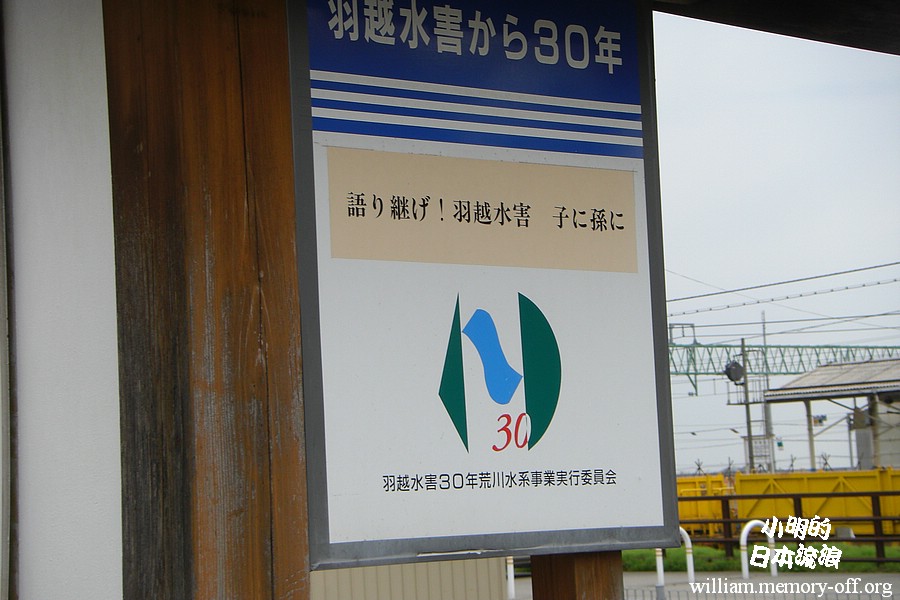 羽越水害から30年
語り継げ！羽越水害　子に孫に
30
羽越水害30年荒川水系事業実行委員会
小明的
日本流浪
william.memory-off.org